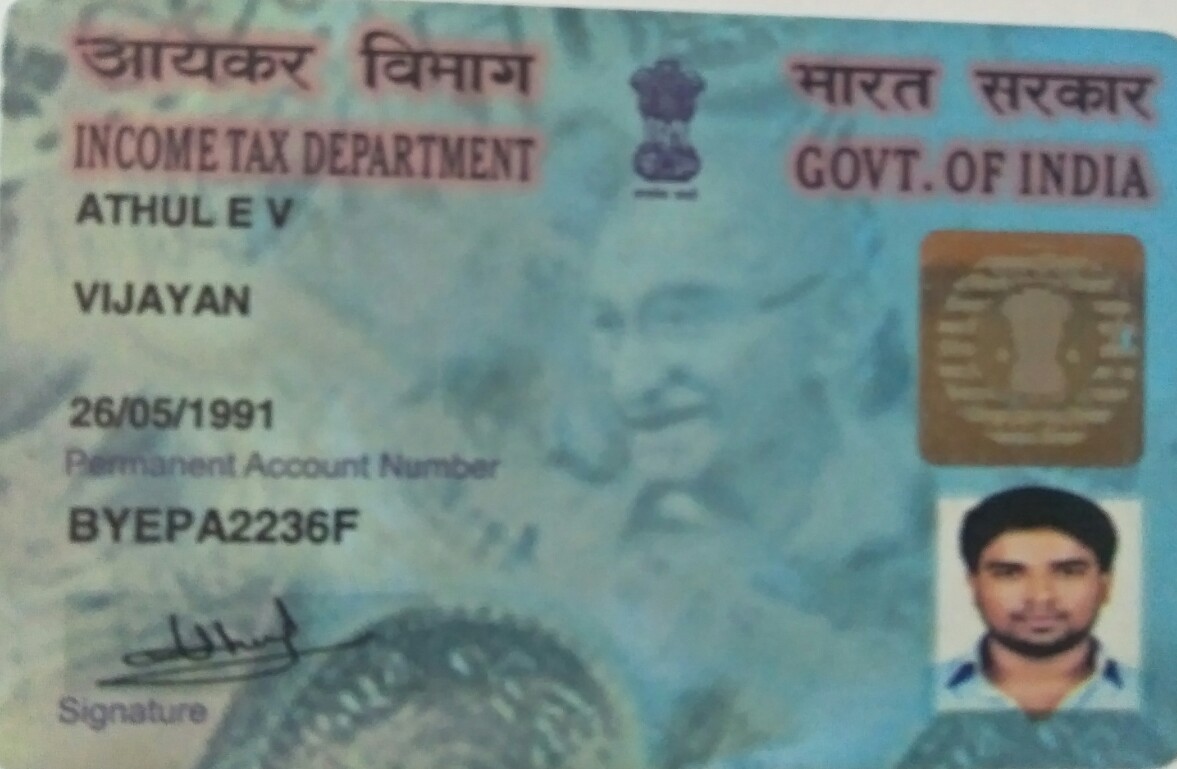 आयकर विभाग
भारत सरकार
INCOME TAX DEPARTMENT
GOVT. OF INDIA
ATHUL E V
VIJAYAN
26/05/1991
Permanent Account Number
BYEPA2236F
Signature